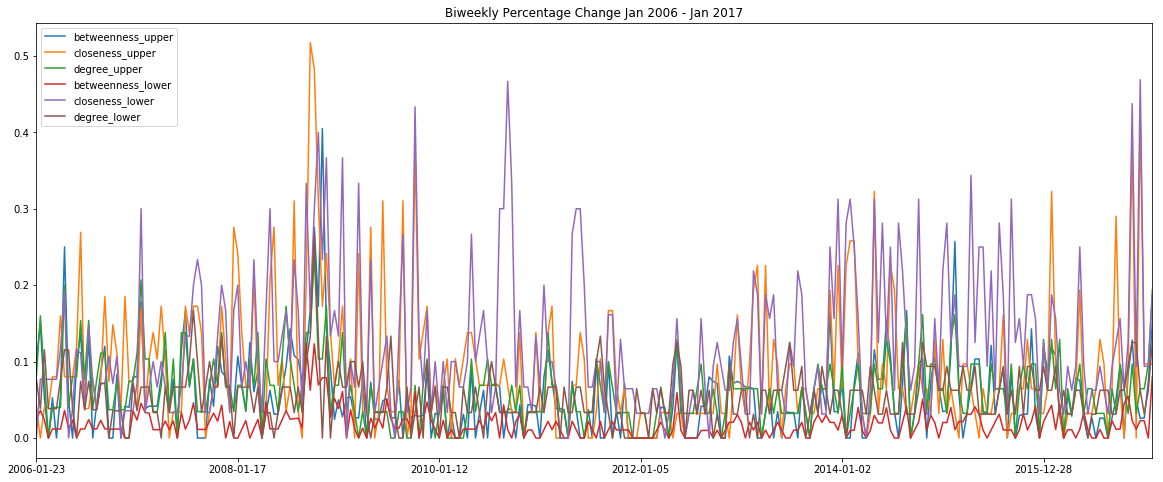 Biweekly Percentage Change Jan 2006 - Jan 2017
betweenness_upper
closeness_upper
degree_upper
betweenness_lower
closeness_lower
degree_lower
0.5
0.4
0.3
0.2
0.1
0.0
2006-01-23 2008-01-17 2010-01-12 2012-01-05 2014-01-02 2015-12-28